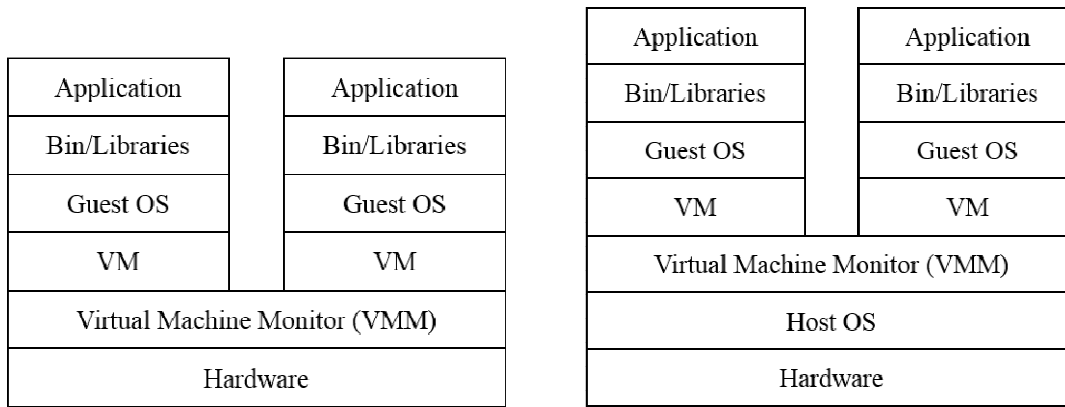 Application
Application
Bin/Libraries
Bin/Libraries
Guest OS
Guest OS
VM
VM
Virtual Machine Monitor (VMM)
Hardware
Application
Application
Bin/Libraries
Bin/Libraries
Guest OS
Guest OS
VM
VM
Virtual Machine Monitor (VMM)
Host OS
Hardware